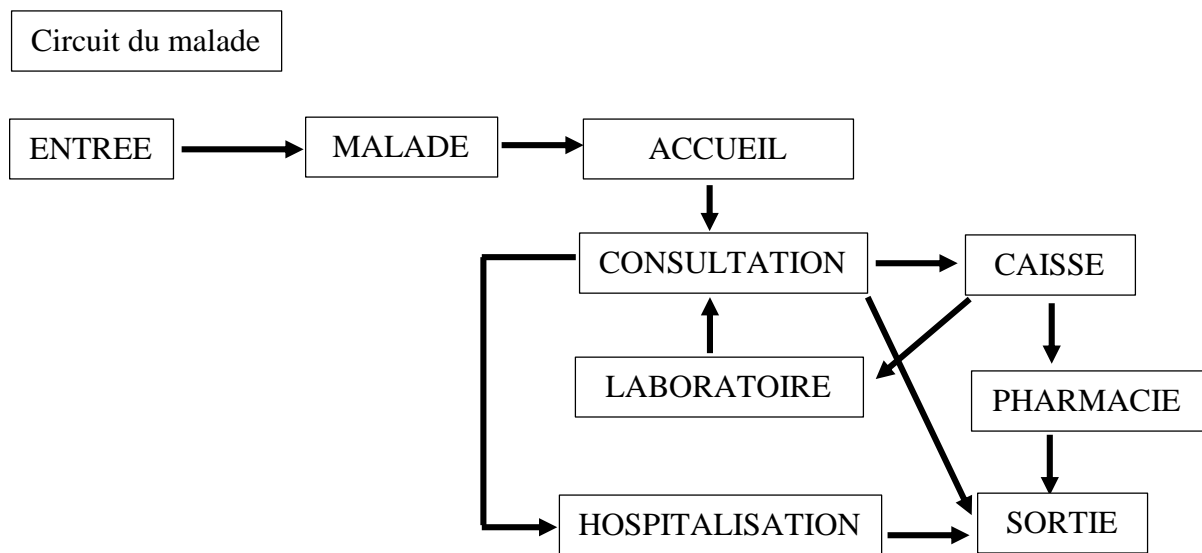 Circuit du malade
ENTREE
MALADE
ACCUEIL
CONSULTATION
CAISSE
LABORATOIRE
PHARMACIE
HOSPITALISATION
SORTIE